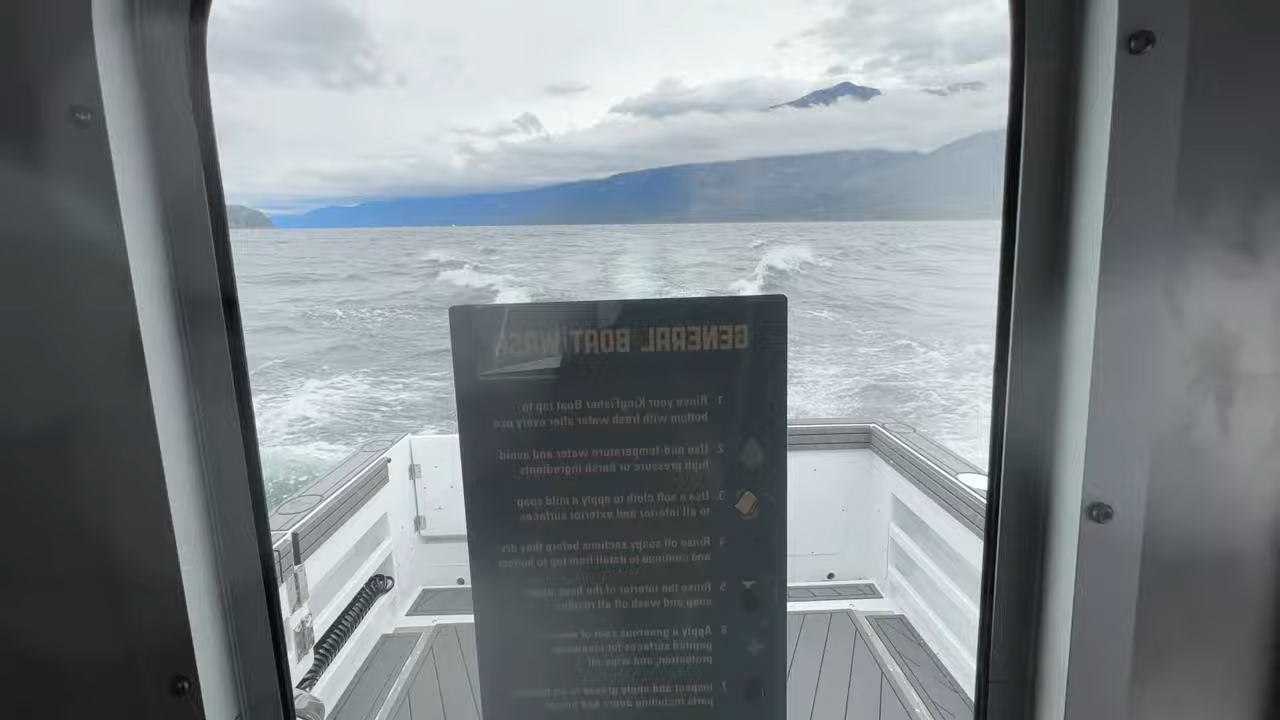 GENERAL BOAT WASH
1 Rinse your KingFisher Boat top to
bottom with fresh water after every use
2. Use mid-temperature water and avoid
high pressure or harsh ingredients
3. Use a soft cloth to apply a mild soap
to all interior and exterior surfaces
4 Rinse off soapy sections before they dry
and continue to detail from top to bottom
5 Rinse the interior of the boat
soap and wash off all residue
6 Apply a generous coat of
painted surfaces for
protection, and wipe off
7 Inspect and apply grease to all
parts including